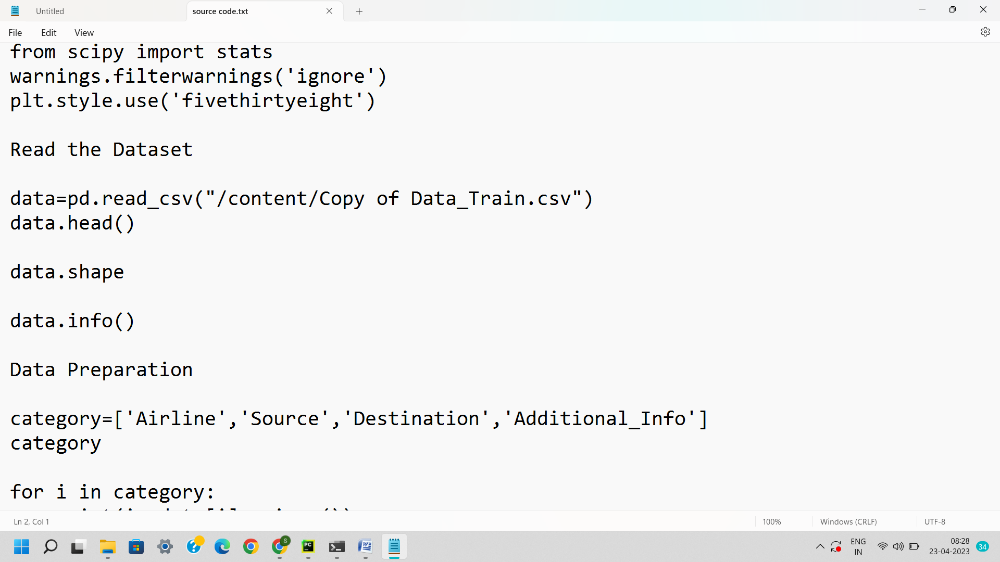 Untitled
source code.txt
File Edit View
from scipy import stats
warnings.filterwarnings('ignore')
plt.style.use('fivethirtyeight')
Read the Dataset
data=pd.read_csv("/content/Copy of Data_Train.csv")
data.head()
data.shape
data.info()
Data Preparation
category=['Airline','Source','Destination','Additional_Info']
category
for i in category:
Ln 2, Col 1
100%
Windows (CRLF)
UTF-8
S
PC
W
ENG
IN
08:28
23-04-2023
34